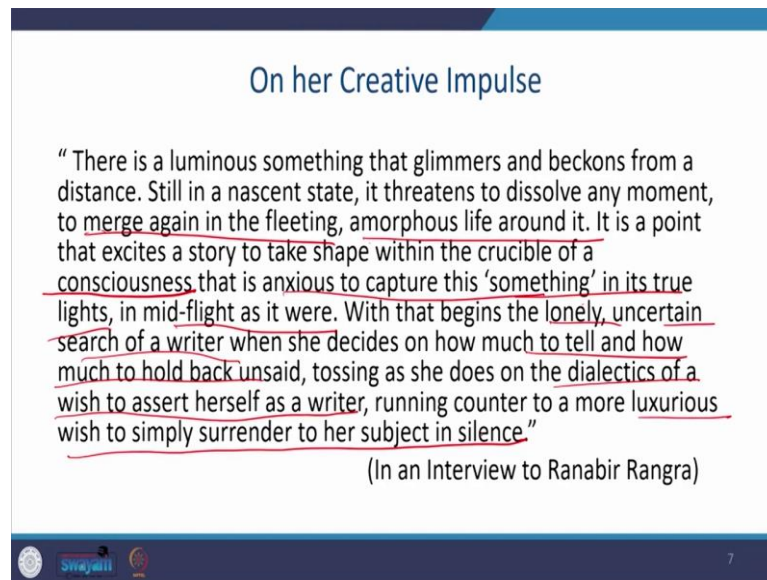 On her Creative Impulse
“ There is a luminous something that glimmers and beckons from a
distance. Still in a nascent state, it threatens to dissolve any moment,
to merge again in the fleeting, amorphous life around it. It is a point
that excites a story to take shape within the crucible of a
consciousness that is anxious to capture this ‘something’ in its true
lights, in mid-flight as it were. With that begins the lonely, uncertain
search of a writer when she decides on how much to tell and how
much to hold back unsaid, tossing as she does on the dialectics of a
wish to assert herself as a writer, running counter to a more luxurious
wish to simply surrender to her subject in silence.”
(In an Interview to Ranabir Rangra)
swayam
7